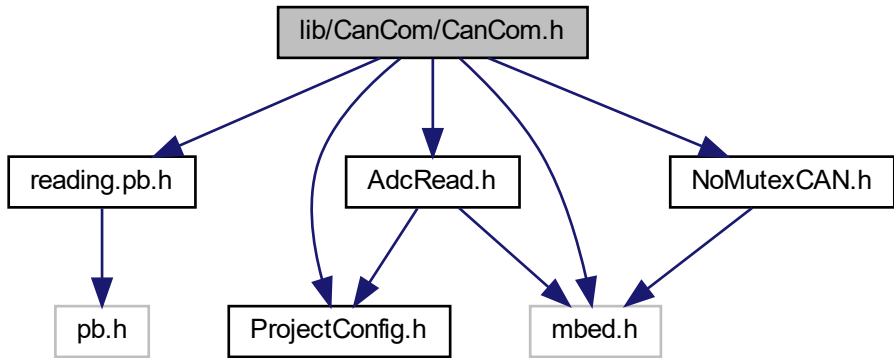 lib/CanCom/CanCom.h
reading.pb.h
AdcRead.h
NoMutexCAN.h
pb.h
ProjectConfig.h
mbed.h